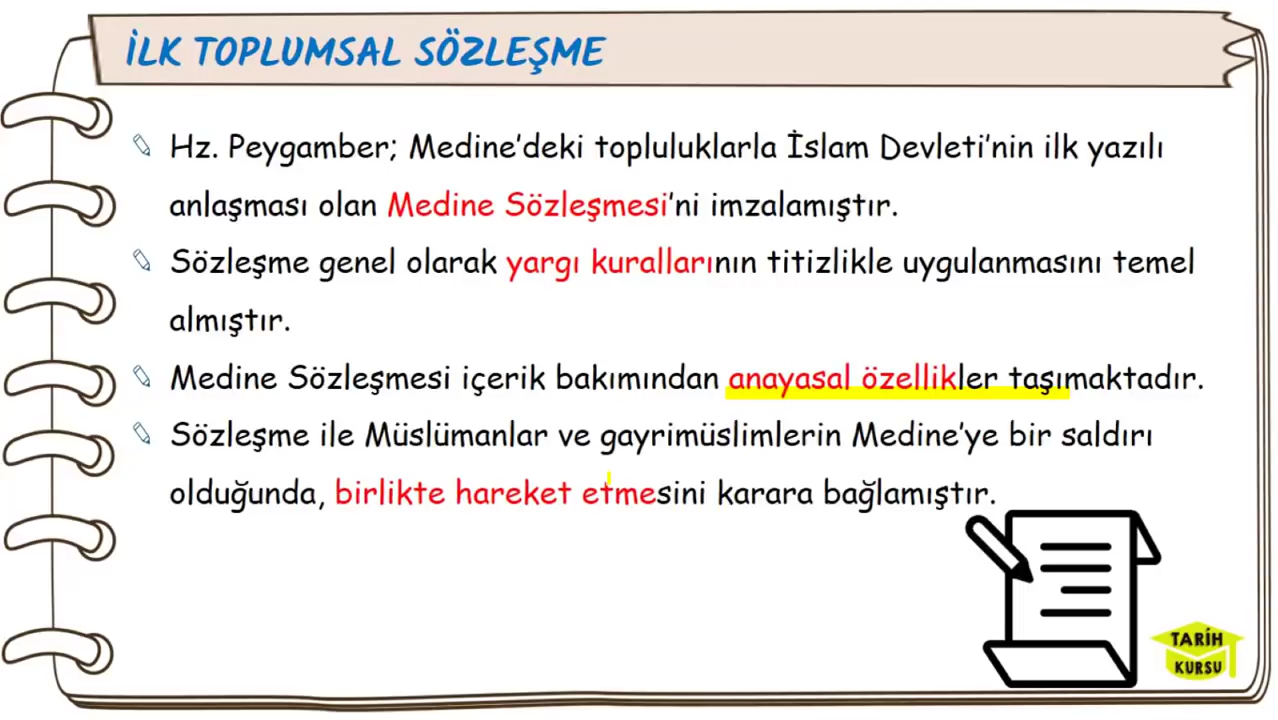 İLK TOPLUMSAL SÖZLEŞME
Hz. Peygamber; Medine'deki topluluklarla İslam Devleti'nin ilk yazılı
anlaşması olan Medine Sözleşmesi'ni imzalamıştır.
Sözleşme genel olarak yargı kurallarının titizlikle uygulanmasını temel
almıştır.
Medine Sözleşmesi içerik bakımından anayasal özellikler taşımaktadır.
Sözleşme ile Müslümanlar ve gayrimüslimlerin Medine'ye bir saldırı
olduğunda, birlikte hareket etmesini karara bağlamıştır.
TARİH
KURSU